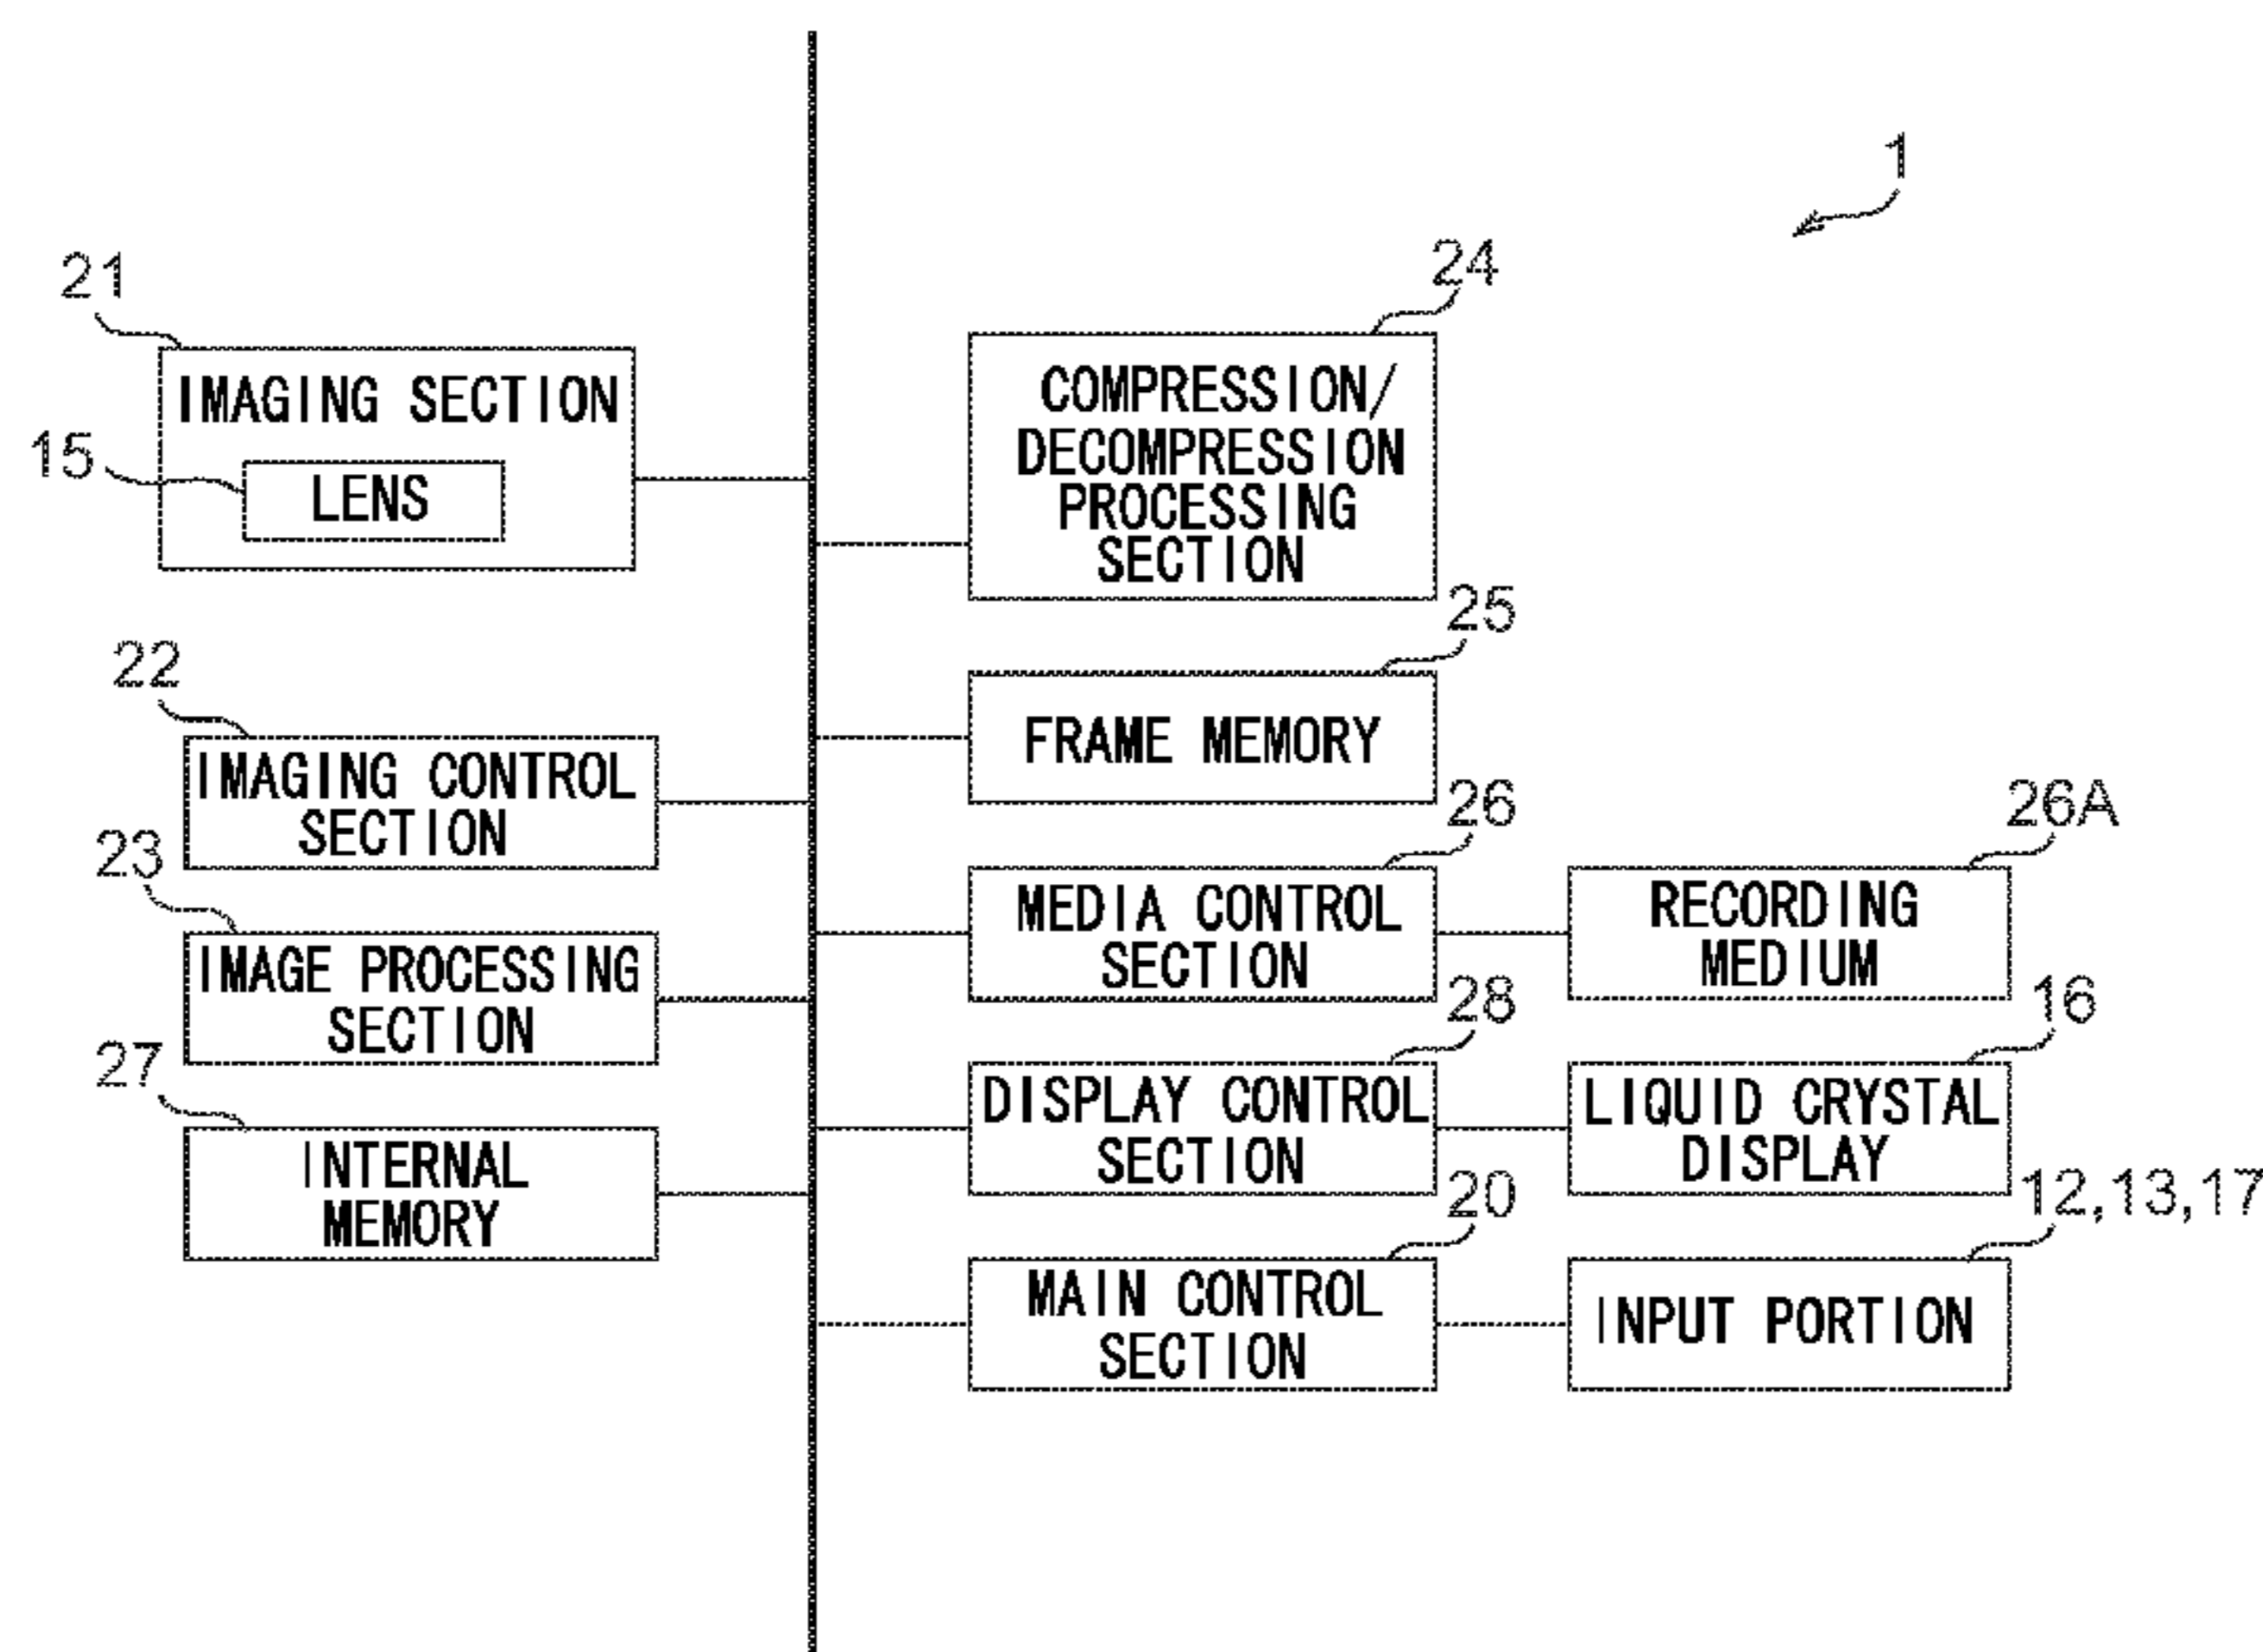 1
21
IMAGING SECTION
15
LENS
22
IMAGING CONTROL
SECTION
23
IMAGE PROCESSING
SECTION
27
INTERNAL
MEMORY
24
COMPRESSION/
DECOMPRESSION
PROCESSING
SECTION
25
FRAME MEMORY
26
MEDIA CONTROL
SECTION
26A
RECORDING
MEDIUM
28
DISPLAY CONTROL
SECTION
16
LIQUID CRYSTAL
DISPLAY
20
MAIN CONTROL
SECTION
12,13,17
INPUT PORTION